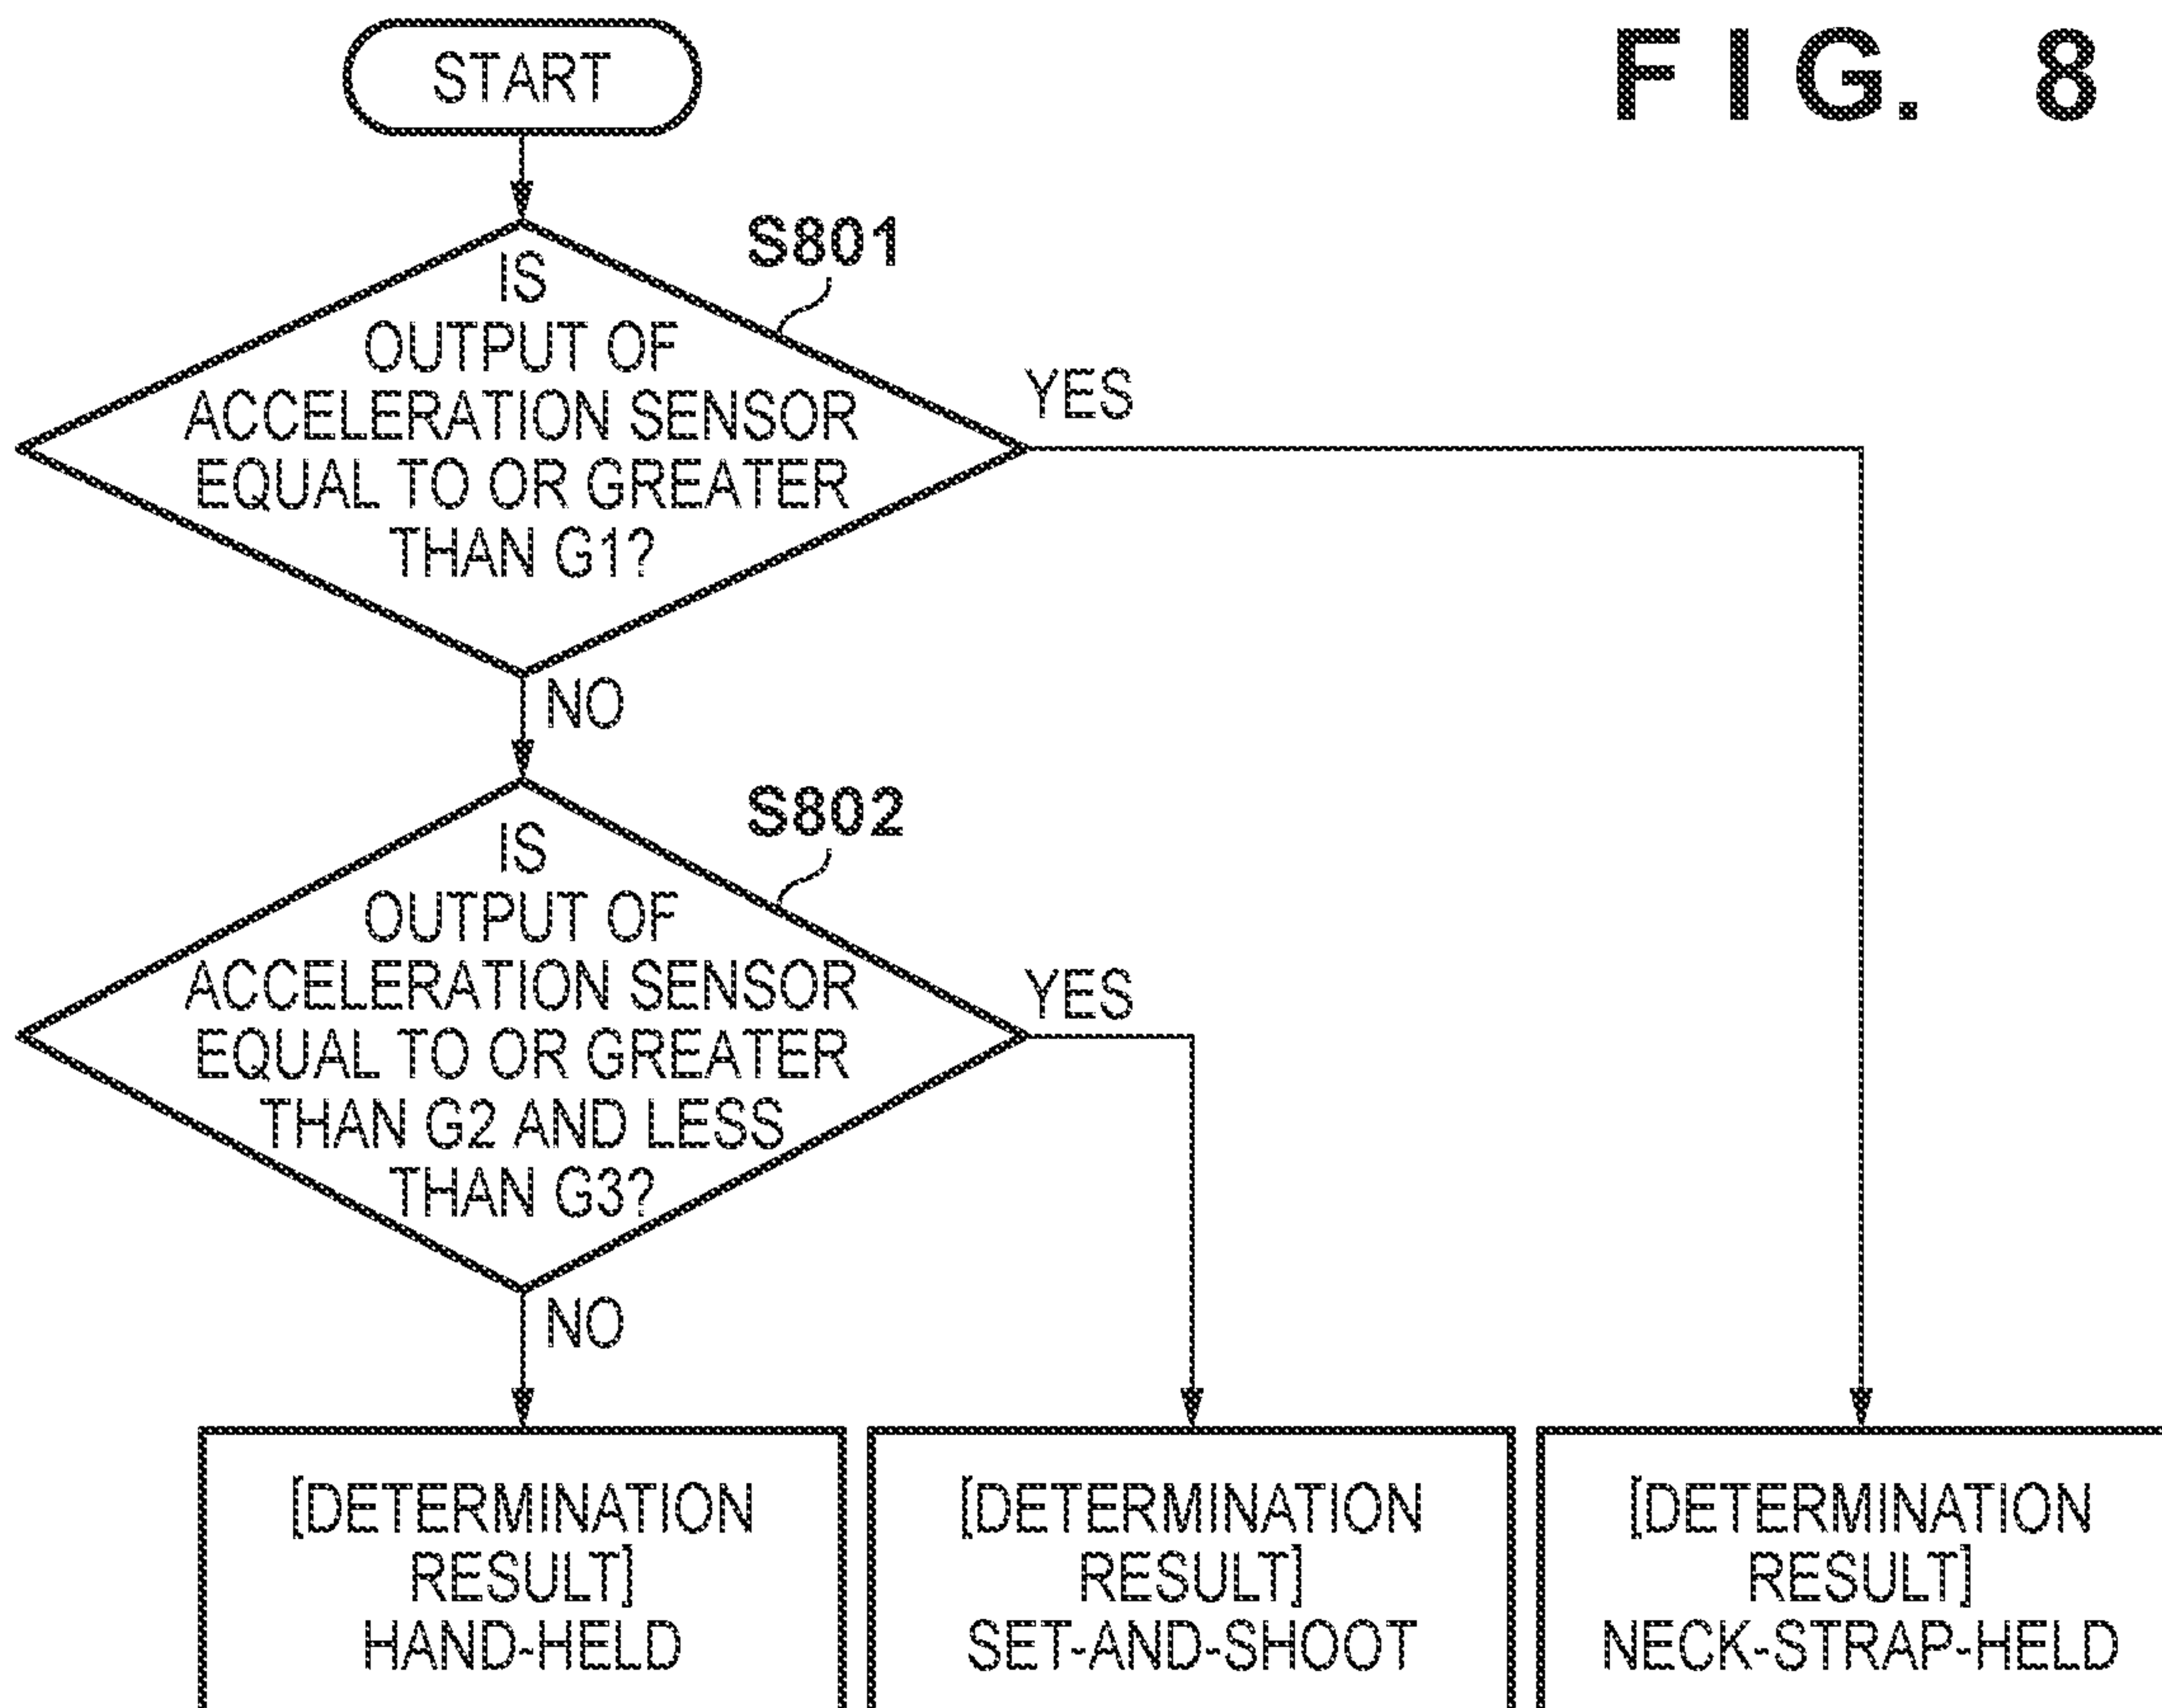 FIG. 8
START
S801
IS
OUTPUT OF
ACCELERATION SENSOR
EQUAL TO OR GREATER
THAN G1?
YES
NO
S802
IS
OUTPUT OF
ACCELERATION SENSOR
EQUAL TO OR GREATER
THAN G2 AND LESS
THAN G3?
YES
NO
[DETERMINATION
RESULT]
HAND-HELD
[DETERMINATION
RESULT]
SET-AND-SHOOT
[DETERMINATION
RESULT]
NECK-STRAP-HELD